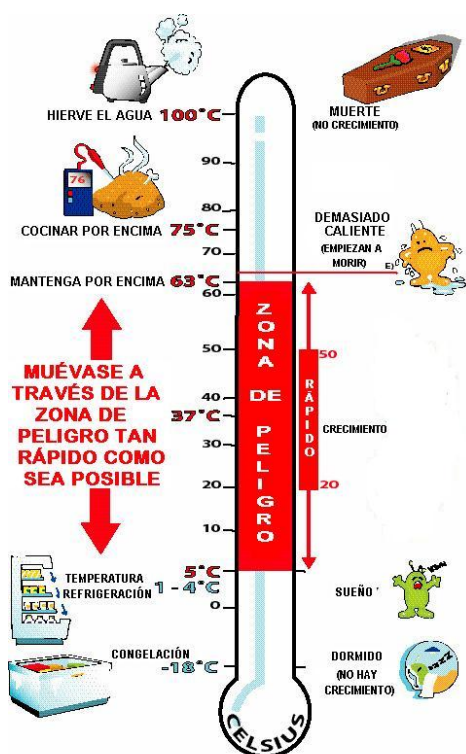 HIERVE EL AGUA 100°C
MUERTE
(NO CRECIMIENTO)
90
76
80
COCINAR POR ENCIMA 75°C
DEMASIADO
CALIENTE
(EMPIEZAN A
MORIR)
70
MANTENGA POR ENCIMA 63°C
60
MUÉVASE A
TRAVÉS DE LA
ZONA DE
PELIGRO TAN
RÁPIDO COMO
SEA POSIBLE
50
40
37°C
30
20
10
ZONA DE PELIGRO
50
RÁPIDO
20
CRECIMIENTO
5°C
TEMPERATURA
REFRIGERACIÓN 1 - 4°C
0
SUEÑO
CONGELACIÓN
-18°C
DORMIDO
(NO HAY
CRECIMIENTO)
ZZZZ
CELSIUS